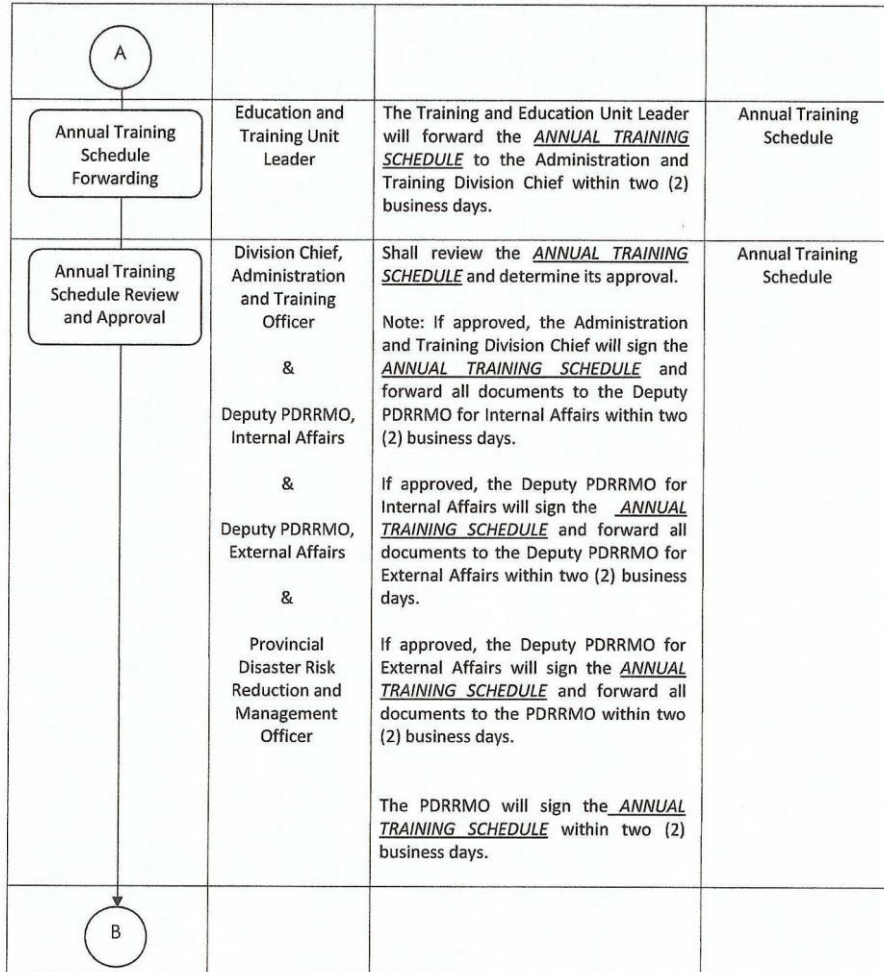 A
Annual Training
Schedule
Forwarding
Education and
Training Unit
Leader
The Training and Education Unit Leader
will forward the ANNUAL TRAINING
SCHEDULE to the Administration and
Training Division Chief within two (2)
business days.
Annual Training
Schedule
Annual Training
Schedule Review
and Approval
Division Chief,
Administration
and Training
Officer
&
Deputy PDRRMO,
Internal Affairs
&
Deputy PDRRMO,
External Affairs
&
Provincial
Disaster Risk
Reduction and
Management
Officer
Shall review the ANNUAL TRAINING
SCHEDULE and determine its approval.
Note: If approved, the Administration
and Training Division Chief will sign the
ANNUAL TRAINING SCHEDULE and
forward all documents to the Deputy
PDRRMO for Internal Affairs within two
(2) business days.
If approved, the Deputy PDRRMO for
Internal Affairs will sign the ANNUAL
TRAINING SCHEDULE and forward all
documents to the Deputy PDRRMO for
External Affairs within two (2) business
days.
If approved, the Deputy PDRRMO for
External Affairs will sign the ANNUAL
TRAINING SCHEDULE and forward all
documents to the PDRRMO within two
(2) business days.
The PDRRMO will sign the ANNUAL
TRAINING SCHEDULE within two (2)
business days.
Annual Training
Schedule
B